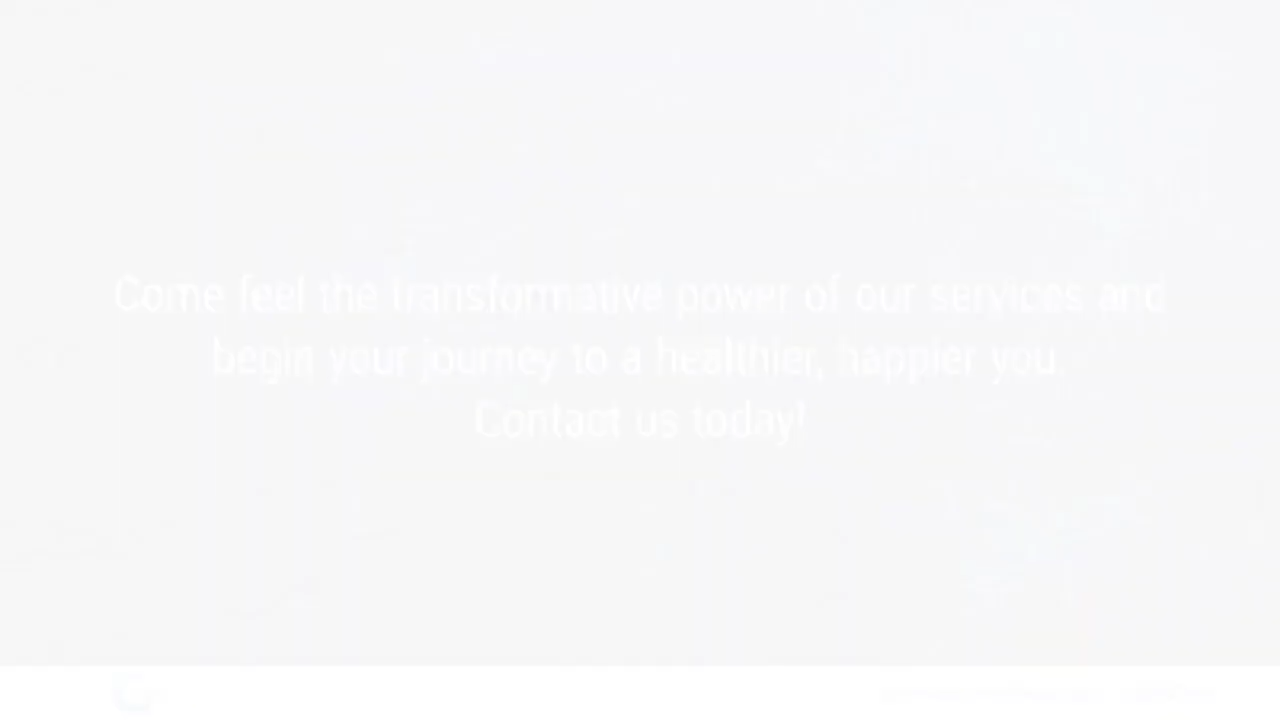 Come feel the transformative power of our services and
begin your journey to a healthier, happier you.
Contact us today!